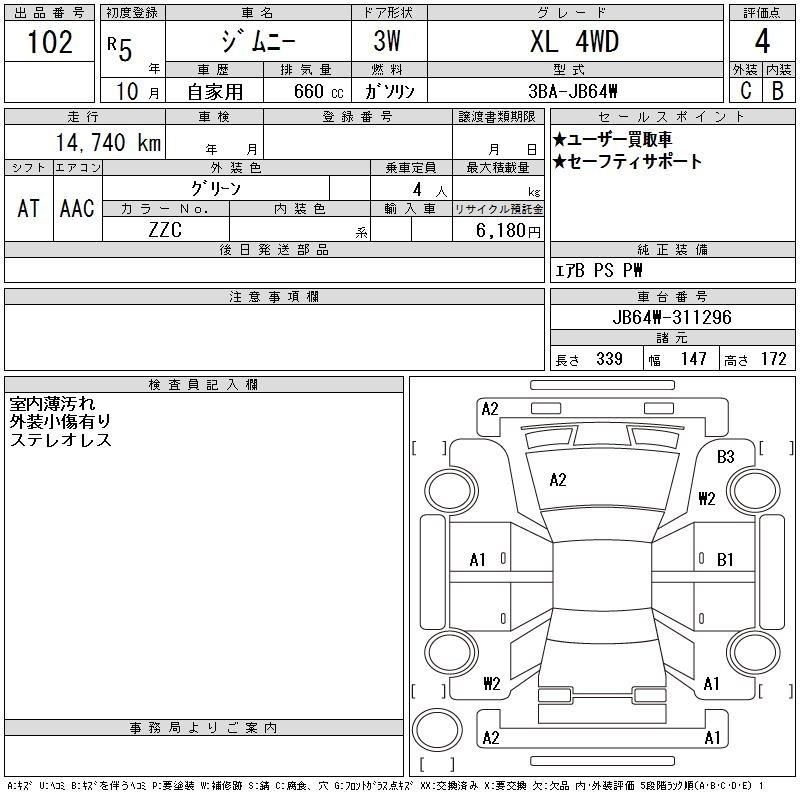 出品番号 初度登録 車名 ドア形状 グレード 評価点
102 R5年 ジムニー 3W XL 4WD 4
車歴 排気量 燃料 型式 外装 内装
10月 自家用 660cc ガソリン 3BA-JB64W C B
走行 車検 登録番号 譲渡書類期限 セールスポイント
14,740 km 年 月 月 日
★ユーザー買取車
★セーフティサポート
シフト エアコン 外装色 乗車定員 最大積載量
AT AAC グリーン 4人 kg
カラーNo. 内装色 輸入車 リサイクル預託金
ZZC 系 6,180円
後日発送部品 純正装備
エアB PS PW
注意事項欄 車台番号
JB64W-311296
諸元
長さ 339 幅 147 高さ 172
検査員記入欄
室内薄汚れ
外装小傷有り
ステレオレス
A2
B3
A2
W2
A1 B1
W2 A1
A2 A1
事務局よりご案内
A:キズ U:ヘコミ B:キズを伴うヘコミ P:要塗装 W:補修跡 S:錆 C:腐食、穴 G:フロントガラス点キズ XX:交換済み X:要交換 欠:欠品 内・外装評価 5段階ランク順(A・B・C・D・E) 1